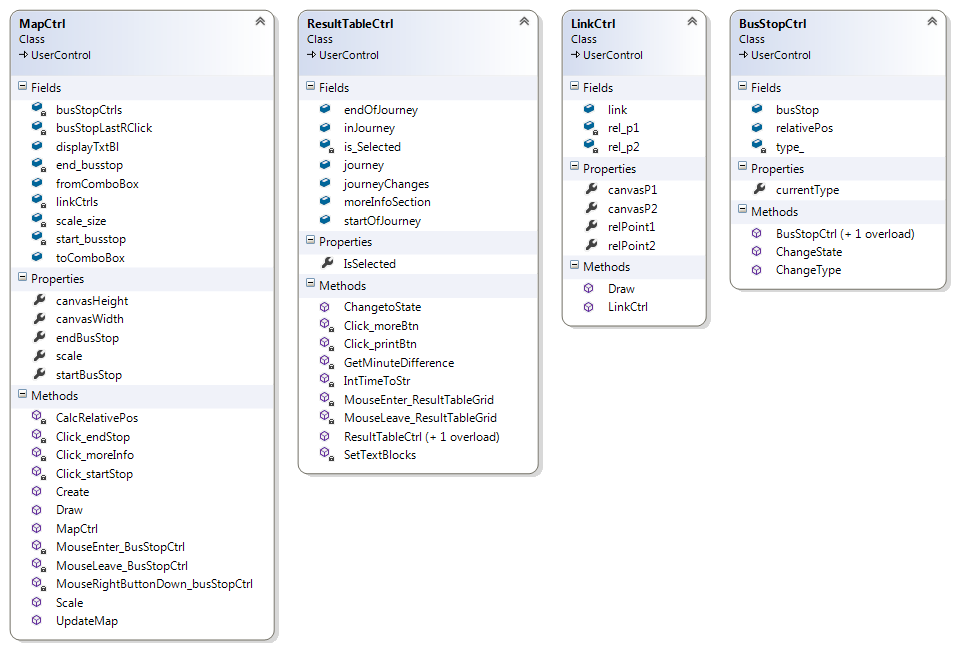 MapCtrl
Class
UserControl
Fields
busStopCtrls
busStopLastRClick
displayTxtBl
end_busstop
fromComboBox
linkCtrls
scale_size
start_busstop
toComboBox
Properties
canvasHeight
canvasWidth
endBusStop
scale
startBusStop
Methods
CalcRelativePos
Click_endStop
Click_moreInfo
Click_startStop
Create
Draw
MapCtrl
MouseEnter_BusStopCtrl
MouseLeave_BusStopCtrl
MouseRightButtonDown_busStopCtrl
Scale
UpdateMap
ResultTableCtrl
Class
UserControl
Fields
endOfJourney
inJourney
is_Selected
journey
journeyChanges
moreInfoSection
startOfJourney
Properties
IsSelected
Methods
ChangetoState
Click_moreBtn
Click_printBtn
GetMinuteDifference
IntTimeToStr
MouseEnter_ResultTableGrid
MouseLeave_ResultTableGrid
ResultTableCtrl (+ 1 overload)
SetTextBlocks
LinkCtrl
Class
UserControl
Fields
link
rel_p1
rel_p2
Properties
canvasP1
canvasP2
relPoint1
relPoint2
Methods
Draw
LinkCtrl
BusStopCtrl
Class
UserControl
Fields
busStop
relativePos
type_
Properties
currentType
Methods
BusStopCtrl (+ 1 overload)
ChangeState
ChangeType